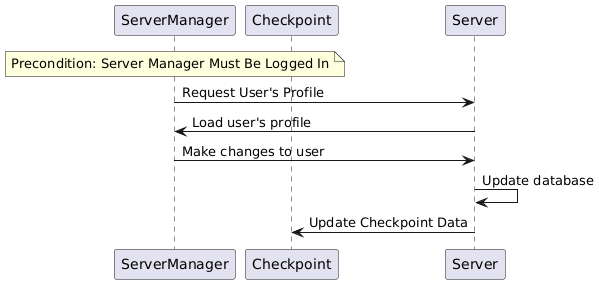 ServerManager
Checkpoint
Server
Precondition: Server Manager Must Be Logged In
Request User's Profile
Load user's profile
Make changes to user
Update database
Update Checkpoint Data
ServerManager
Checkpoint
Server